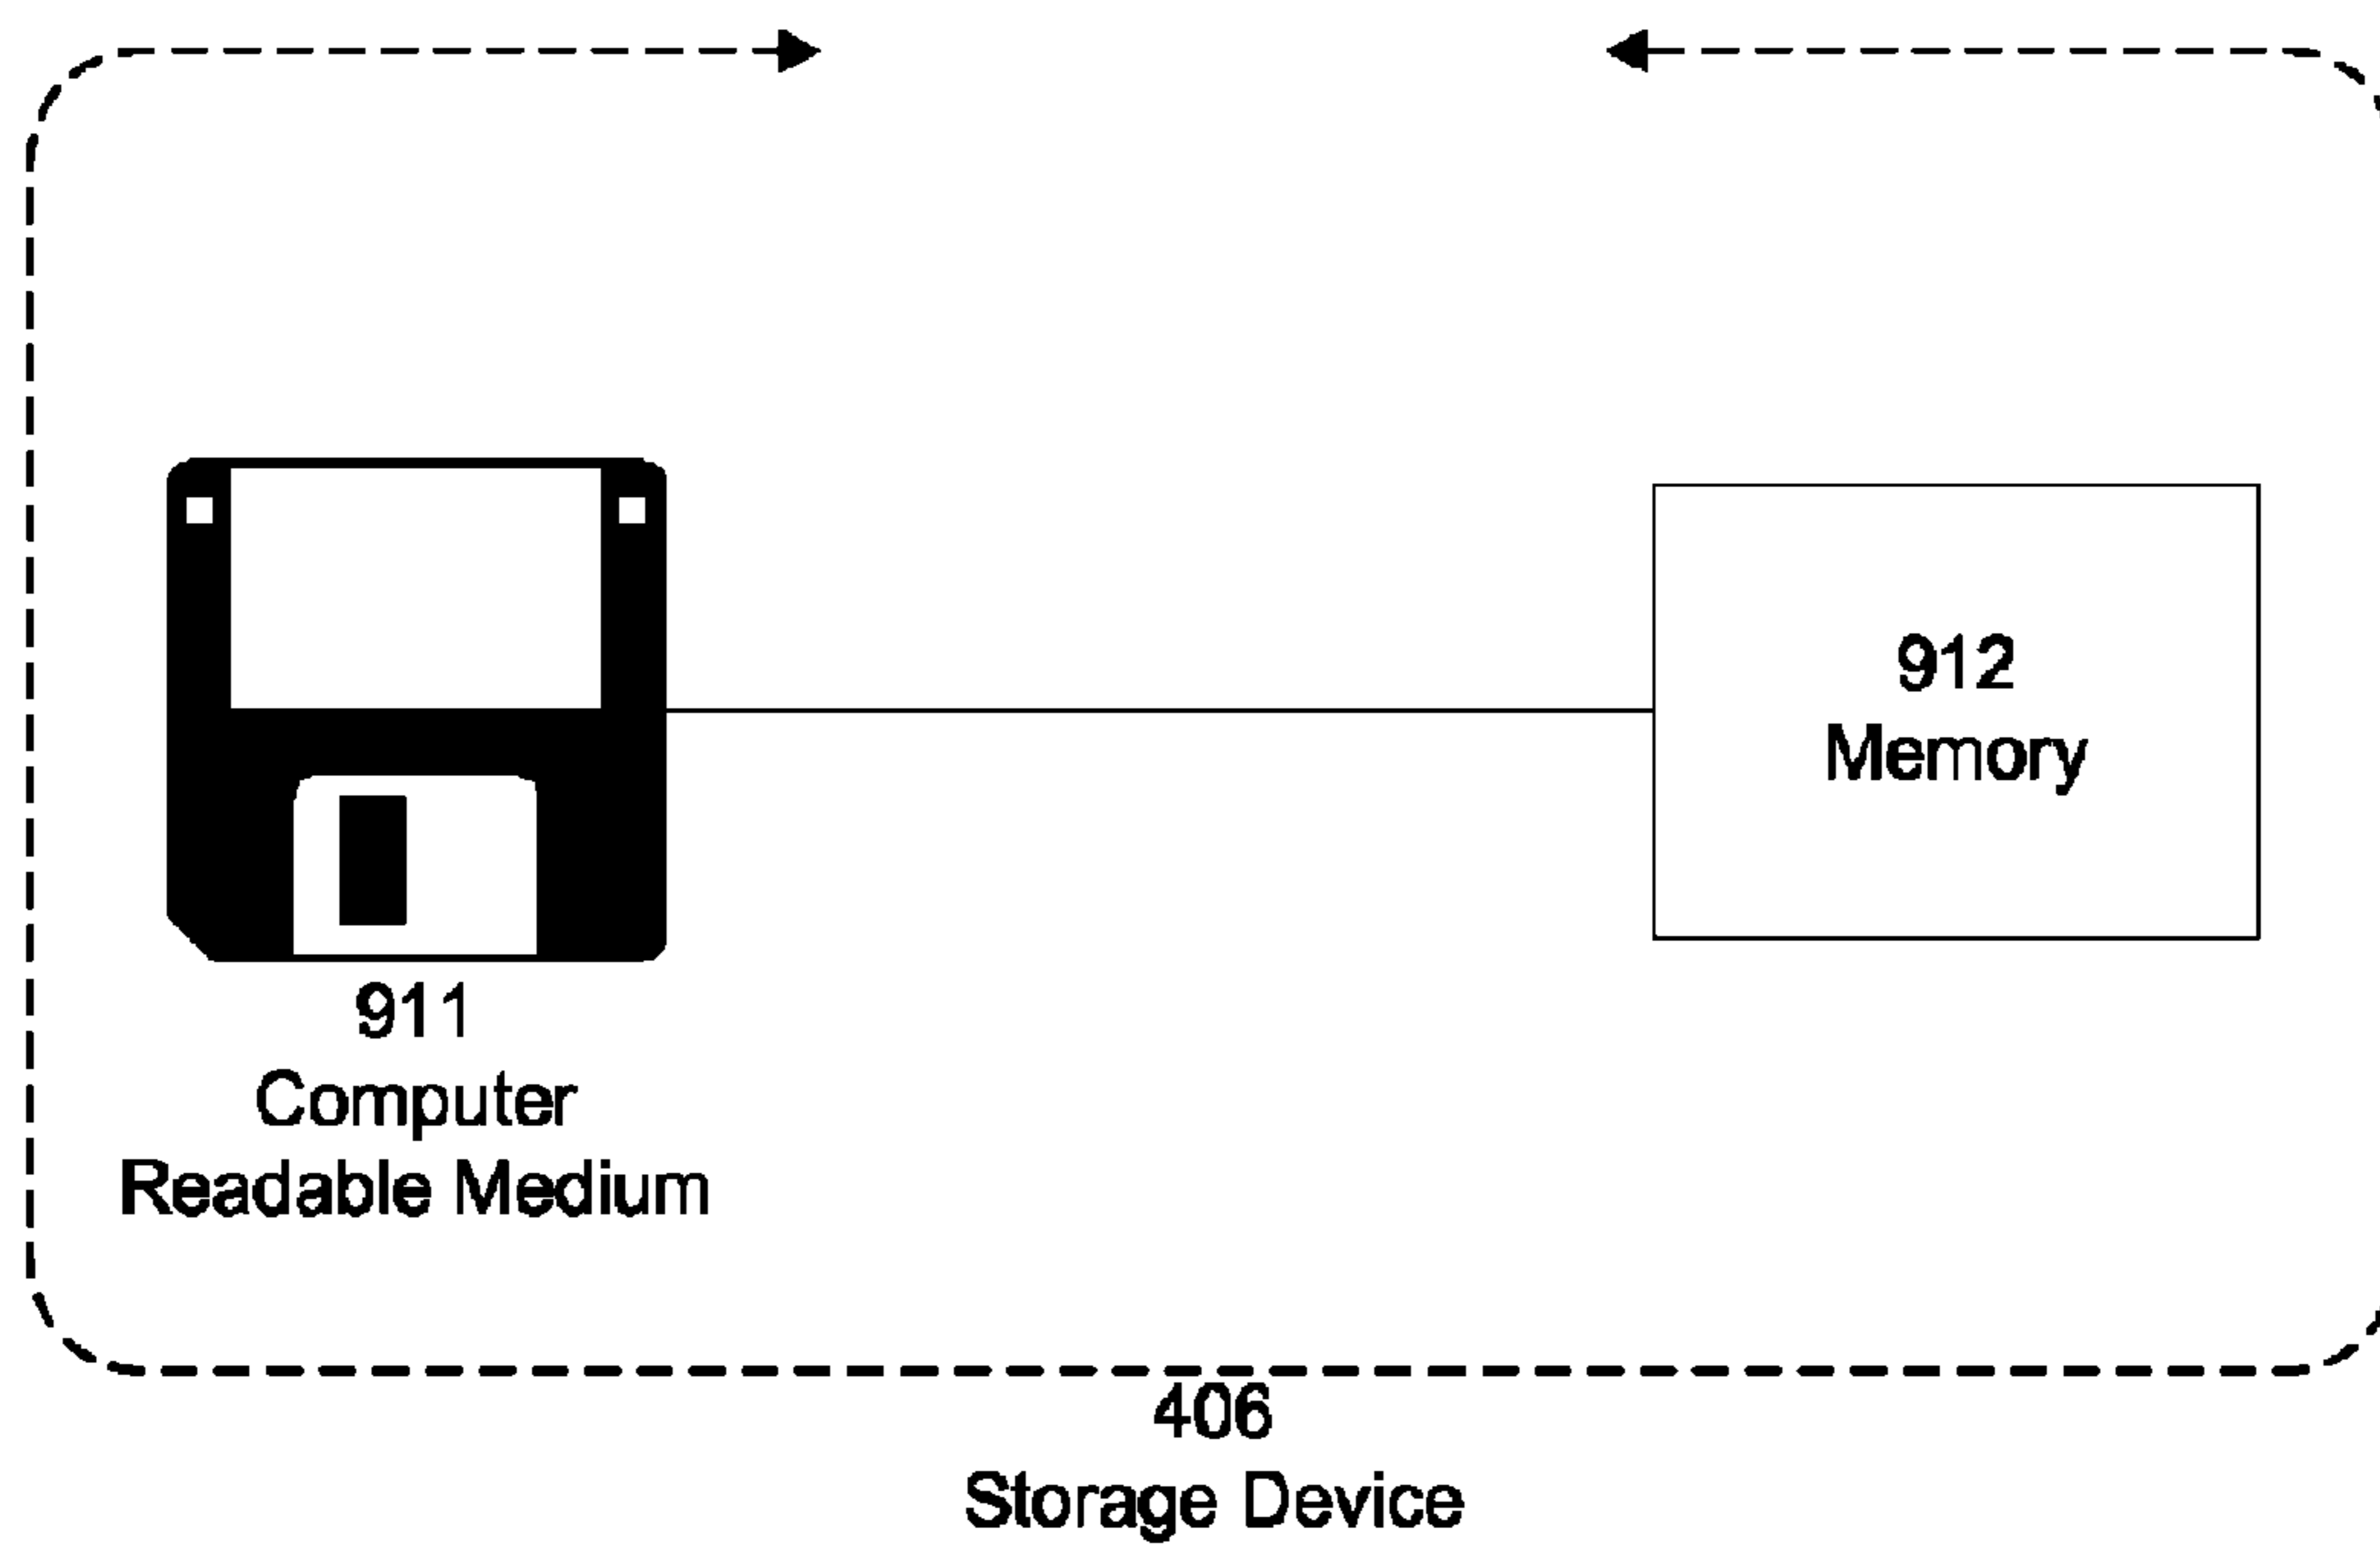 912
Memory
911
Computer
Readable Medium
406
Storage Device